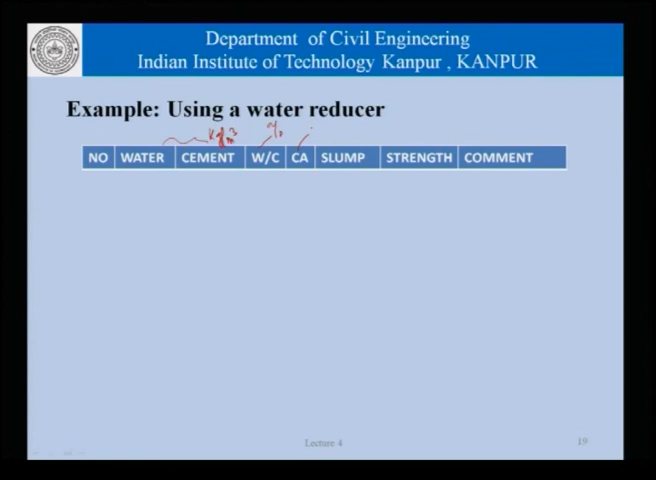 Department of Civil Engineering
Indian Institute of Technology Kanpur , KANPUR
Example: Using a water reducer
%
NO WATER CEMENT W/C CA SLUMP STRENGTH COMMENT
Lecture 4 19